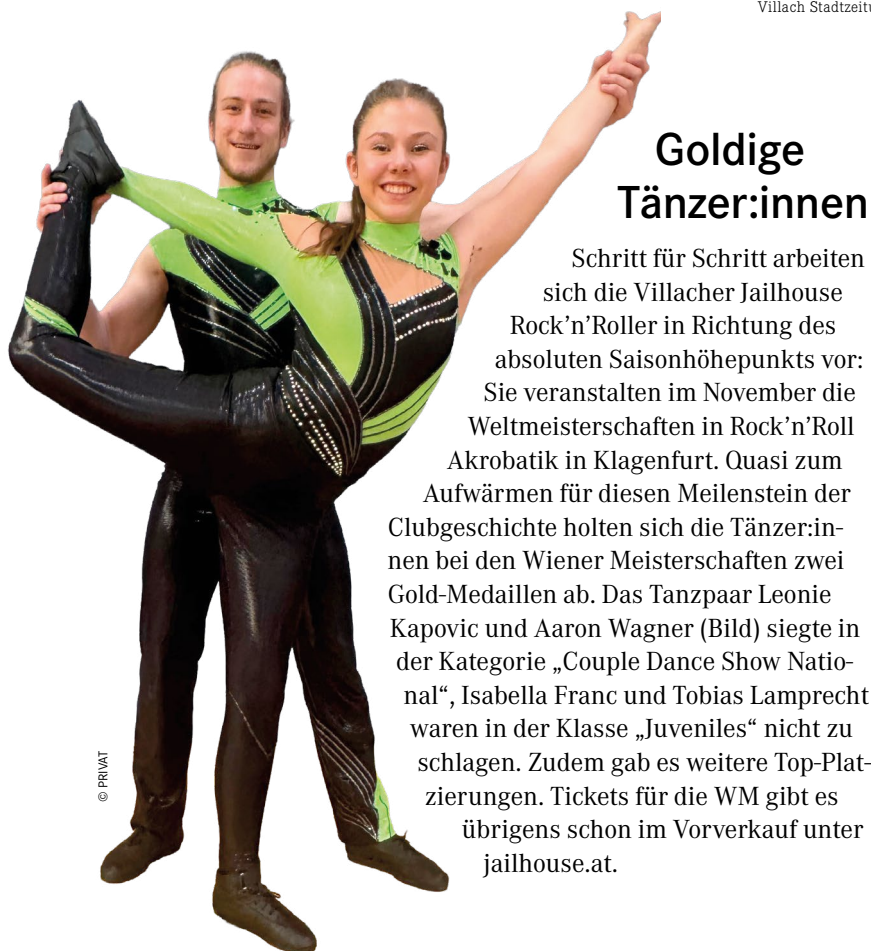 Villach Stadtzeitu
Goldige
Tänzer:innen
Schritt für Schritt arbeiten
sich die Villacher Jailhouse
Rock’n’Roller in Richtung des
absoluten Saisonhöhepunkts vor:
Sie veranstalten im November die
Weltmeisterschaften in Rock’n’Roll
Akrobatik in Klagenfurt. Quasi zum
Aufwärmen für diesen Meilenstein der
Clubgeschichte holten sich die Tänzer:in-
nen bei den Wiener Meisterschaften zwei
Gold-Medaillen ab. Das Tanzpaar Leonie
Kapovic und Aaron Wagner (Bild) siegte in
der Kategorie „Couple Dance Show Natio-
nal“, Isabella Franc und Tobias Lamprecht
waren in der Klasse „Juveniles“ nicht zu
schlagen. Zudem gab es weitere Top-Plat-
zierungen. Tickets für die WM gibt es
übrigens schon im Vorverkauf unter
jailhouse.at.
© PRIVAT